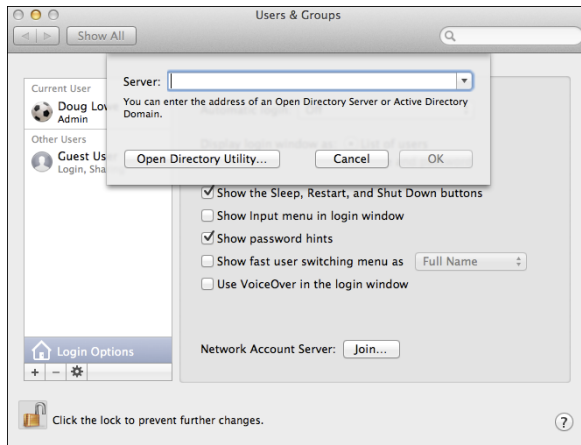 Users & Groups
Show All
Server:
You can enter the address of an Open Directory Server or Active Directory
Domain.
Open Directory Utility...
Cancel
OK
Current User
Doug Low
Admin
Other Users
Guest Us
Login, Sha
Show the Sleep, Restart, and Shut Down buttons
Show Input menu in login window
Show password hints
Show fast user switching menu as
Full Name
Use VoiceOver in the login window
Login Options
Network Account Server:
Join...
+ −
Click the lock to prevent further changes.
?